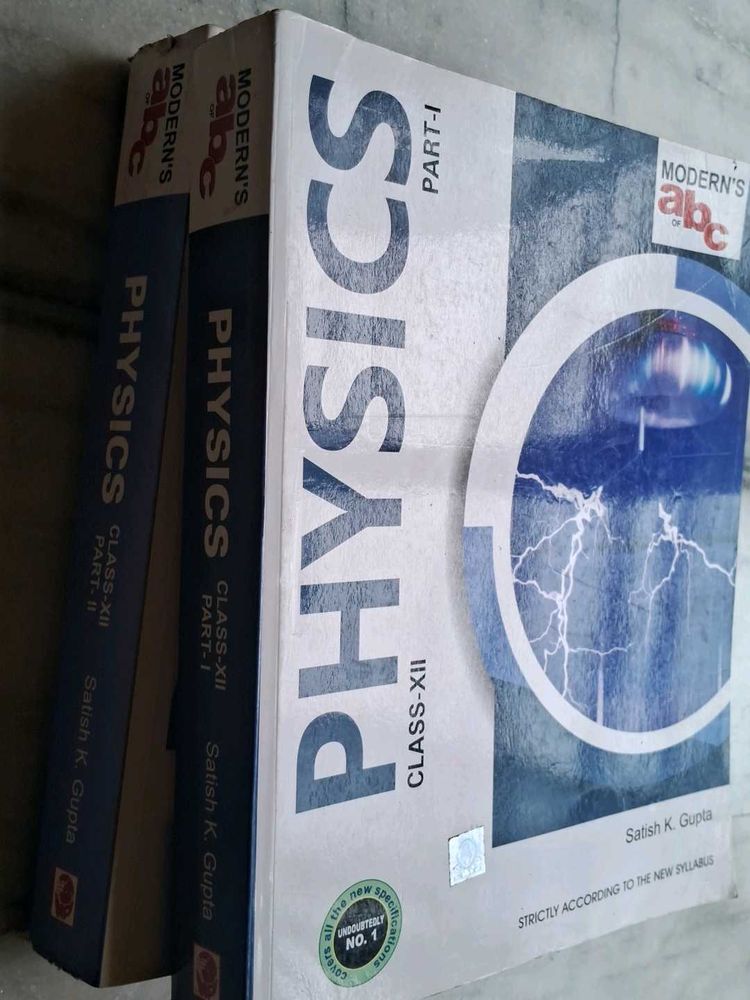 MODERN'S
abc
OF
PHYSICS
CLASS-XII
PART-II
Satish K. Gupta
MODERN'S
abc
OF
PHYSICS
CLASS-XII
PART-I
Satish K. Gupta
PHYSICS
PART-I
CLASS-XII
MODERN'S
abc
OF
Satish K. Gupta
STRICTLY ACCORDING TO THE NEW SYLLABUS
covers all the new specifications
UNDOUBTEDLY
NO. 1